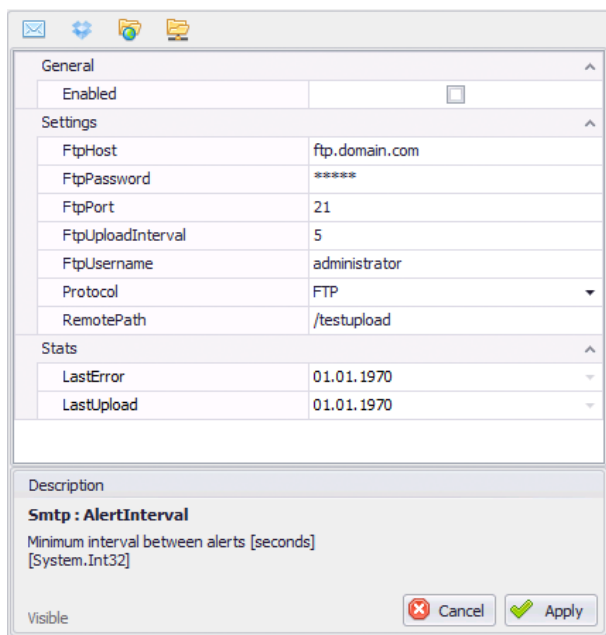 General
Enabled
Settings
FtpHost ftp.domain.com
FtpPassword *****
FtpPort 21
FtpUploadInterval 5
FtpUsername administrator
Protocol FTP
RemotePath /testupload
Stats
LastError 01.01.1970
LastUpload 01.01.1970
Description
Smtp : AlertInterval
Minimum interval between alerts [seconds]
[System.Int32]
Visible Cancel Apply